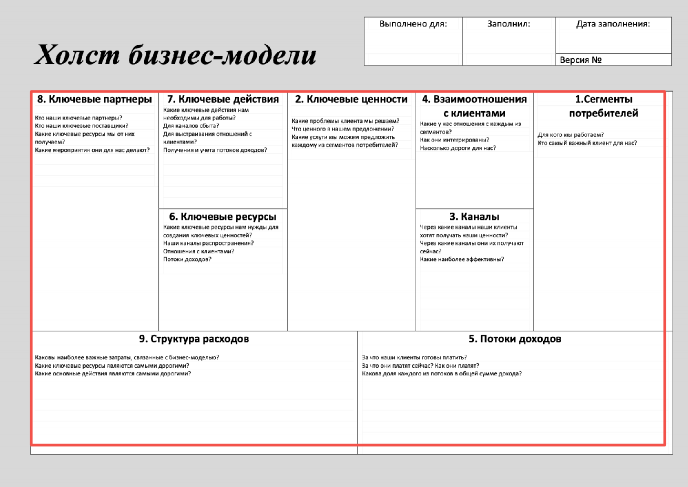 Выполнено для:
Заполнил:
Дата заполнения:
Версия №
Холст бизнес-модели
8. Ключевые партнеры
Кто наши ключевые партнеры?
Кто наши ключевые поставщики?
Какие ключевые ресурсы мы от них
получаем?
Какие мероприятия они для нас делают?
7. Ключевые действия
Какие ключевые действия нам
необходимы для работы?
Для каналов сбыта?
Для выстраивания отношений с
клиентами?
Получения и учета потоков доходов?
6. Ключевые ресурсы
Какие ключевые ресурсы нам нужды для
создания ключевых ценностей?
Наши каналы распространения?
Отношения с клиентами?
Потоки доходов?
2. Ключевые ценности
Какие проблемы клиента мы решаем?
Что ценного в нашем предложении?
Какие услуги вы можем предложить
каждому из сегментов потребителей?
4. Взаимоотношения
с клиентами
Какие у нас отношения с каждым из
сегментов?
Как они интегрированы?
Насколько дороги для нас?
3. Каналы
Через какие каналы наши клиенты
хотят получать наши ценности?
Через какие каналы они их получают
сейчас?
Какие наиболее эффективны?
1.Сегменты
потребителей
Для кого мы работаем?
Кто самый важный клиент для нас?
9. Структура расходов
Каковы наиболее важные затраты, связанные с бизнес-моделью?
Какие ключевые ресурсы являются самыми дорогими?
Какие основные действия являются самыми дорогими?
5. Потоки доходов
За что наши клиенты готовы платить?
За что они платят сейчас? Как они платят?
Какова доля каждого из потоков в общей сумме дохода?